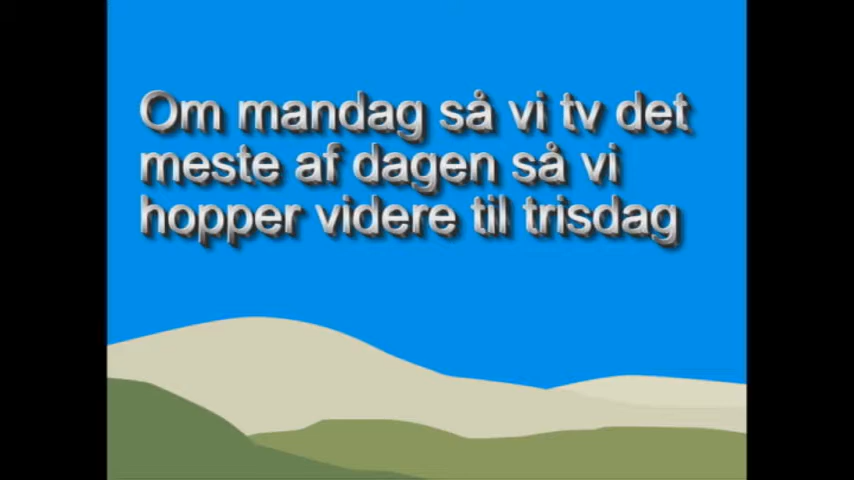 Om mandag så vi tv det
meste af dagen så vi
hopper videre til trisdag